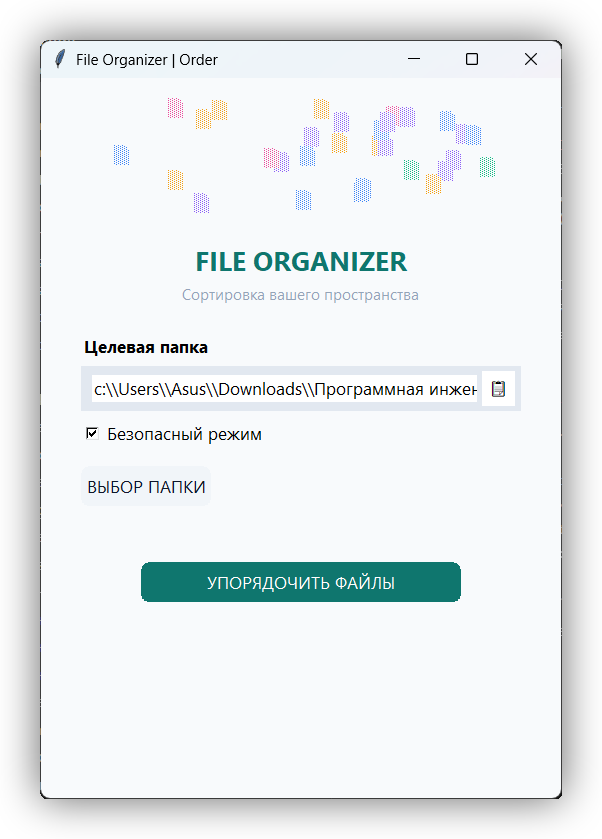 File Organizer | Order
FILE ORGANIZER
Сортировка вашего пространства
Целевая папка
c:\\Users\\Asus\\Downloads\\Программная инжен
Безопасный режим
ВЫБОР ПАПКИ
УПОРЯДОЧИТЬ ФАЙЛЫ